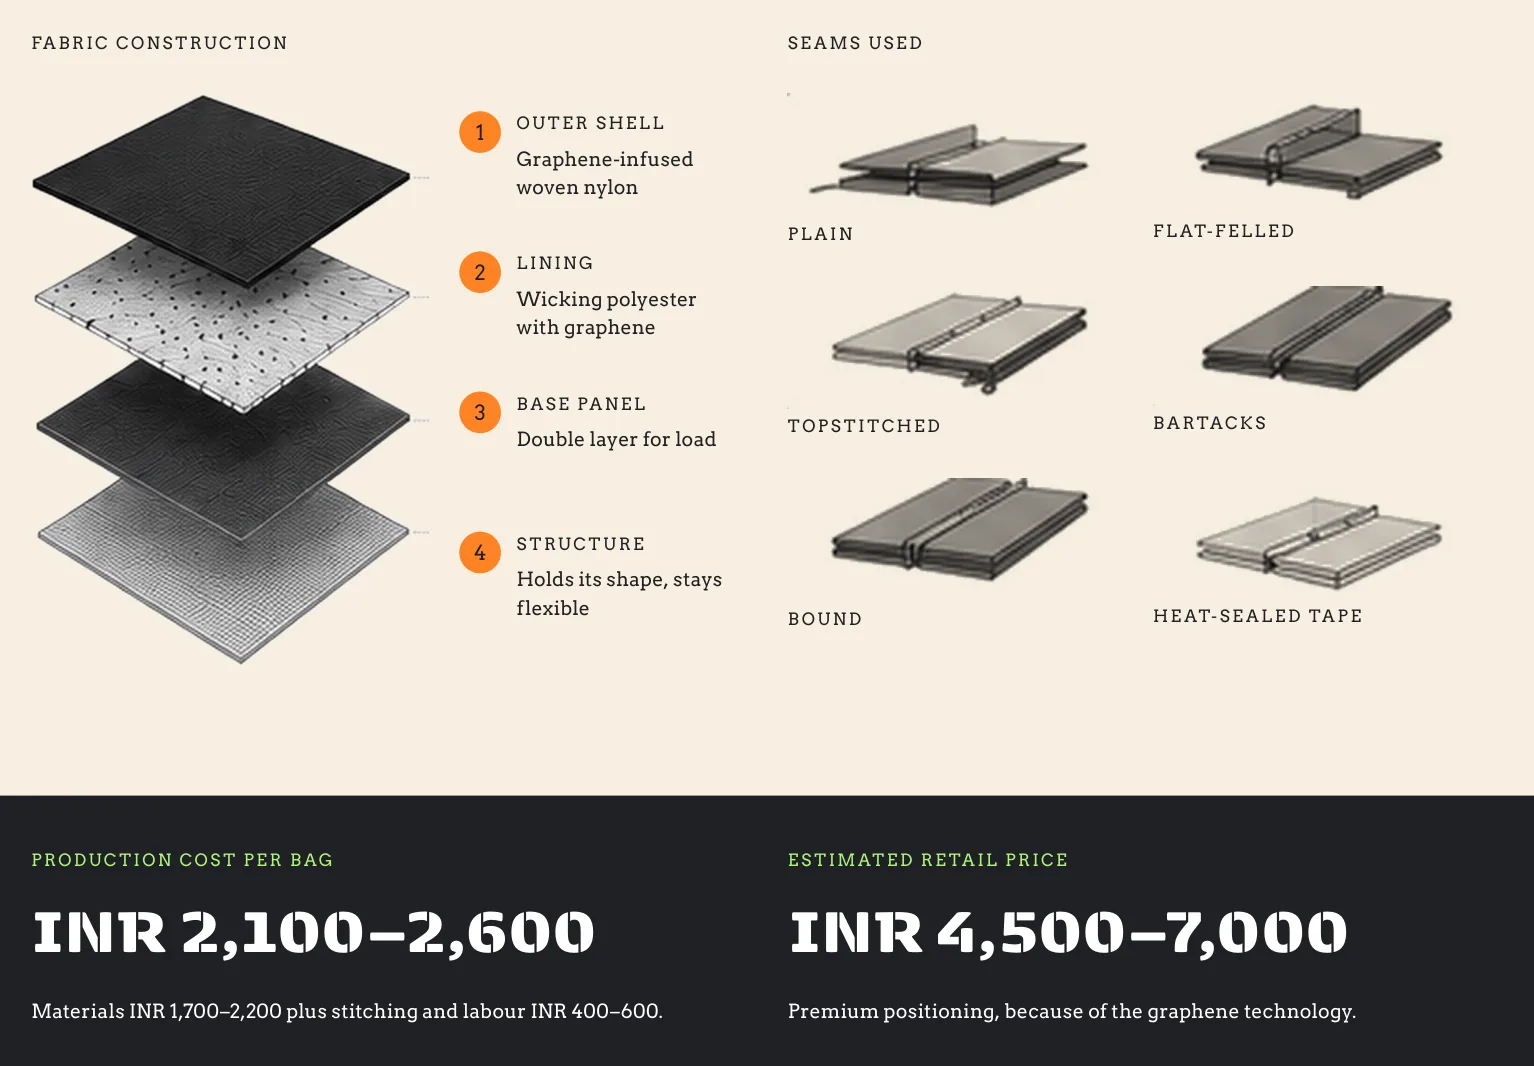 FABRIC CONSTRUCTION
1
OUTER SHELL
Graphene-infused
woven nylon
2
LINING
Wicking polyester
with graphene
3
BASE PANEL
Double layer for load
4
STRUCTURE
Holds its shape, stays
flexible
SEAMS USED
PLAIN
FLAT-FELLED
TOPSTITCHED
BARTACKS
BOUND
HEAT-SEALED TAPE
PRODUCTION COST PER BAG
INR 2,100–2,600
Materials INR 1,700–2,200 plus stitching and labour INR 400–600.
ESTIMATED RETAIL PRICE
INR 4,500–7,000
Premium positioning, because of the graphene technology.